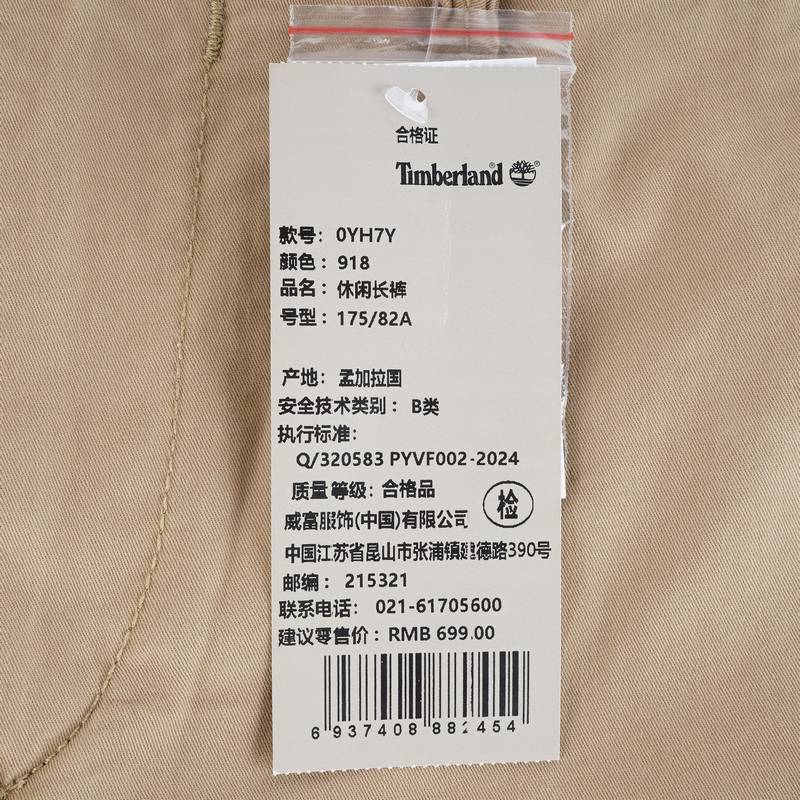 合格证
Timberland
款号：0YH7Y
颜色：918
品名：休闲长裤
号型：175/82A
产地：孟加拉国
安全技术类别：B类
执行标准：
Q/320583 PYVF002-2024
质量等级：合格品
检
威富服饰(中国)有限公司
中国江苏省昆山市张浦镇德路390号
邮编：215321
联系电话：021-61705600
建议零售价：RMB 699.00
6 937408 882454